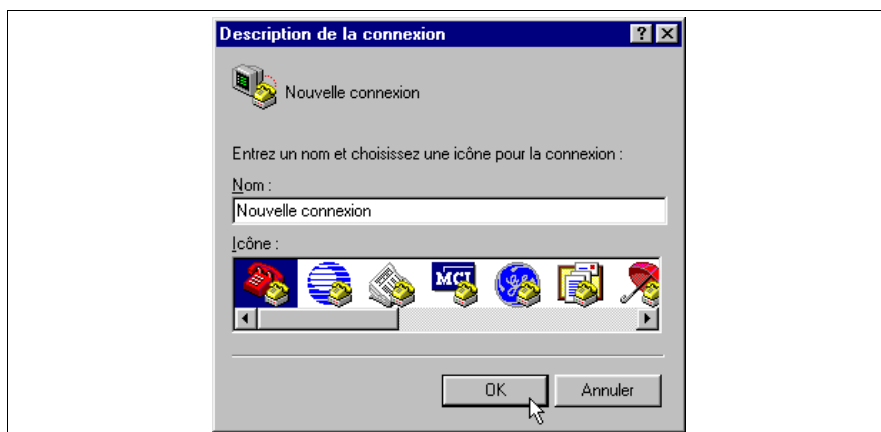 Description de la connexion
Nouvelle connexion
Entrez un nom et choisissez une icône pour la connexion :
Nom :
Nouvelle connexion
Icône :
MCI
OK
Annuler